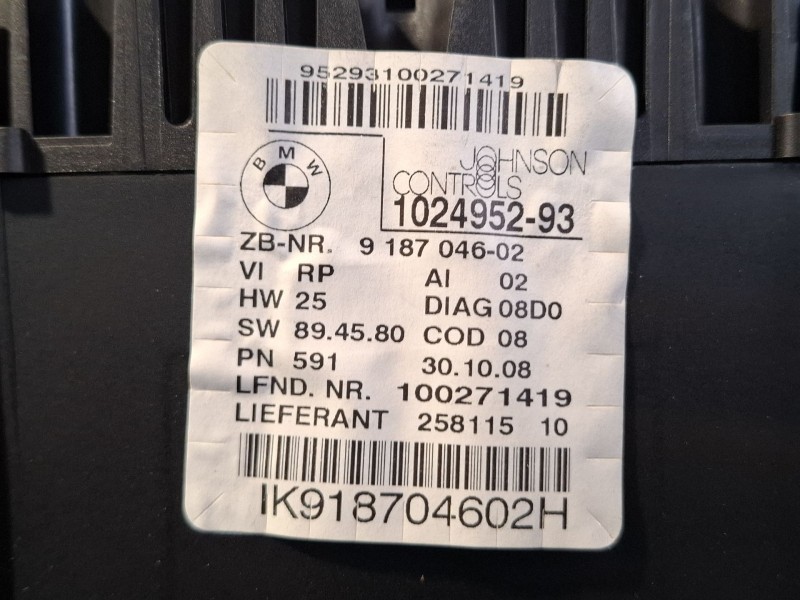 95293100271419
BMW
JOHNSON
CONTROLS
1024952-93
ZB-NR. 9 187 046-02
VI RP AI 02
HW 25 DIAG 08D0
SW 89.45.80 COD 08
PN 591 30.10.08
LFND. NR. 100271419
LIEFERANT 258115 10
IK918704602H